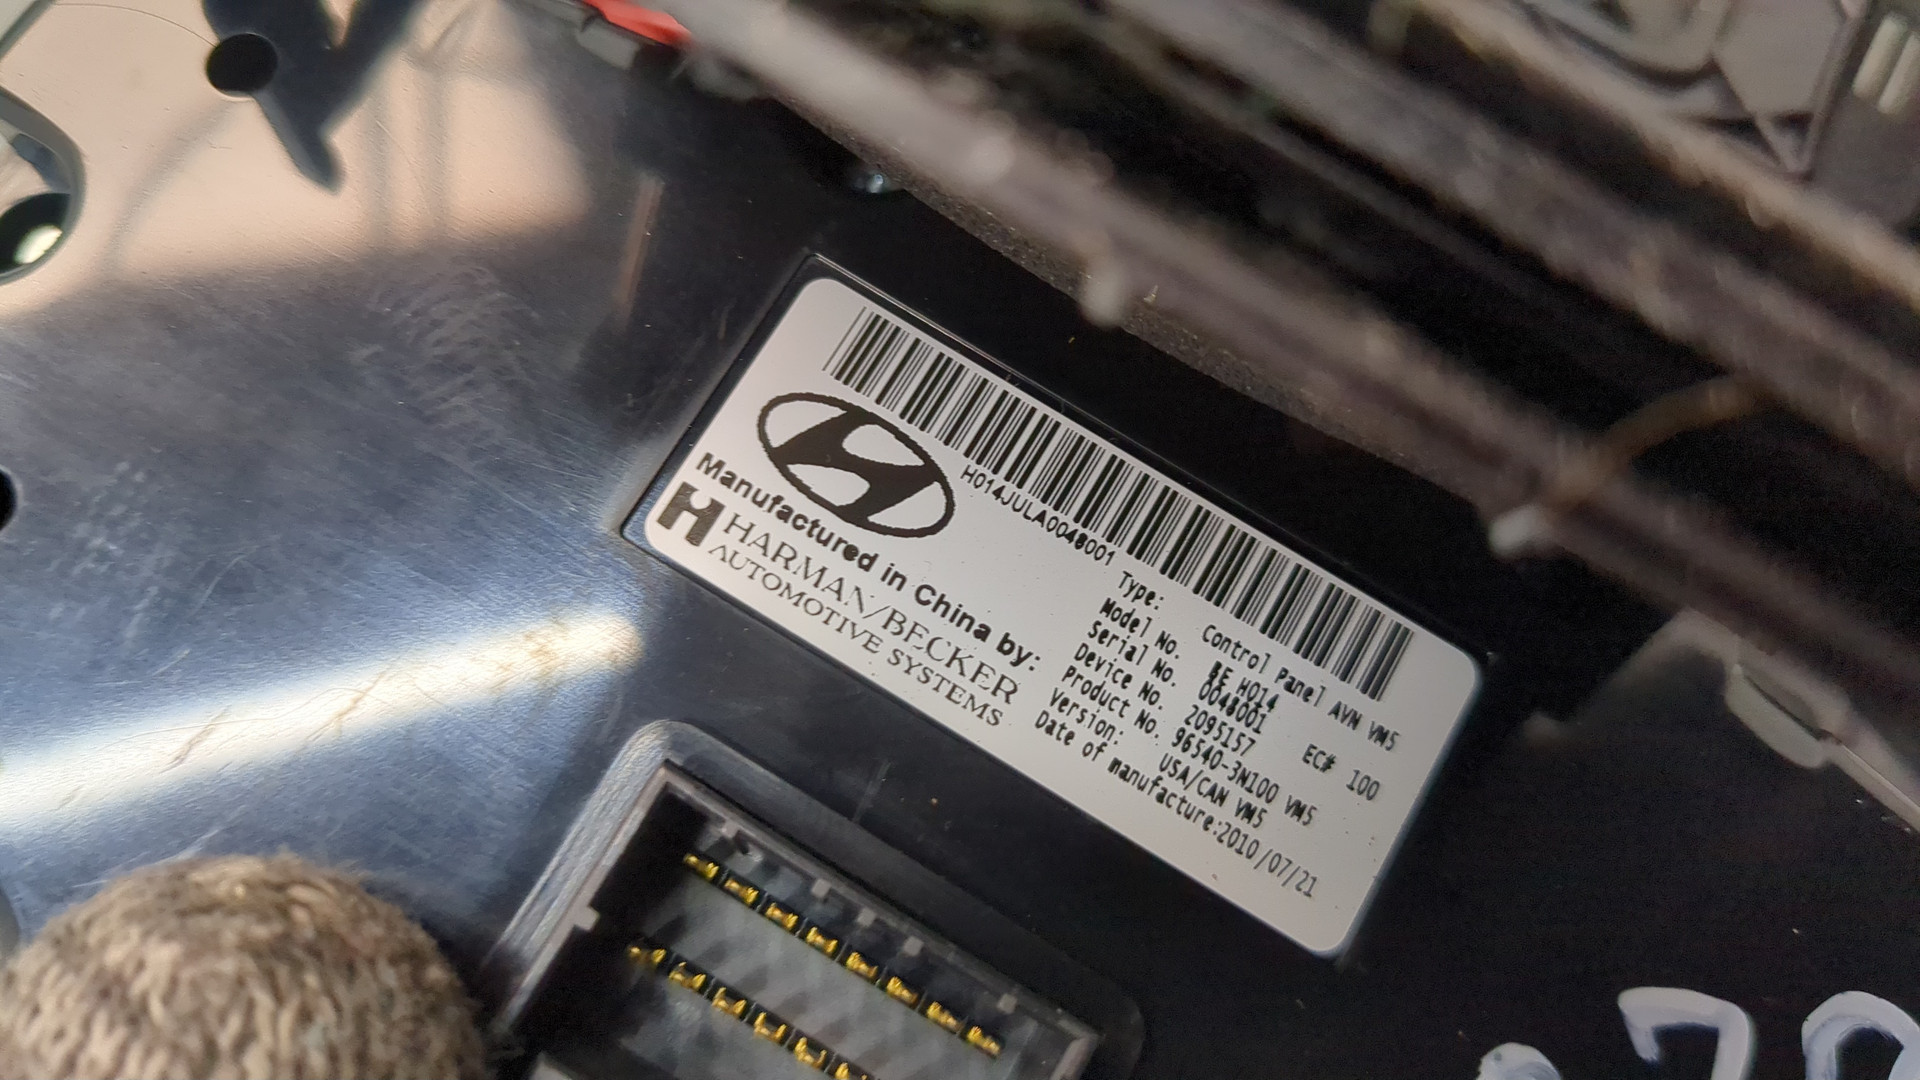 H014JULA0048001
Manufactured in China by:
HARMAN/BECKER
AUTOMOTIVE SYSTEMS
Type: Control Panel AVN VM5
Model No. BE H014
Serial No. 0048001 EC# 100
Device No. 2095157
Product No. 96540-3N100 VM5
Version: USA/CAN VM5
Date of manufacture:2010/07/21